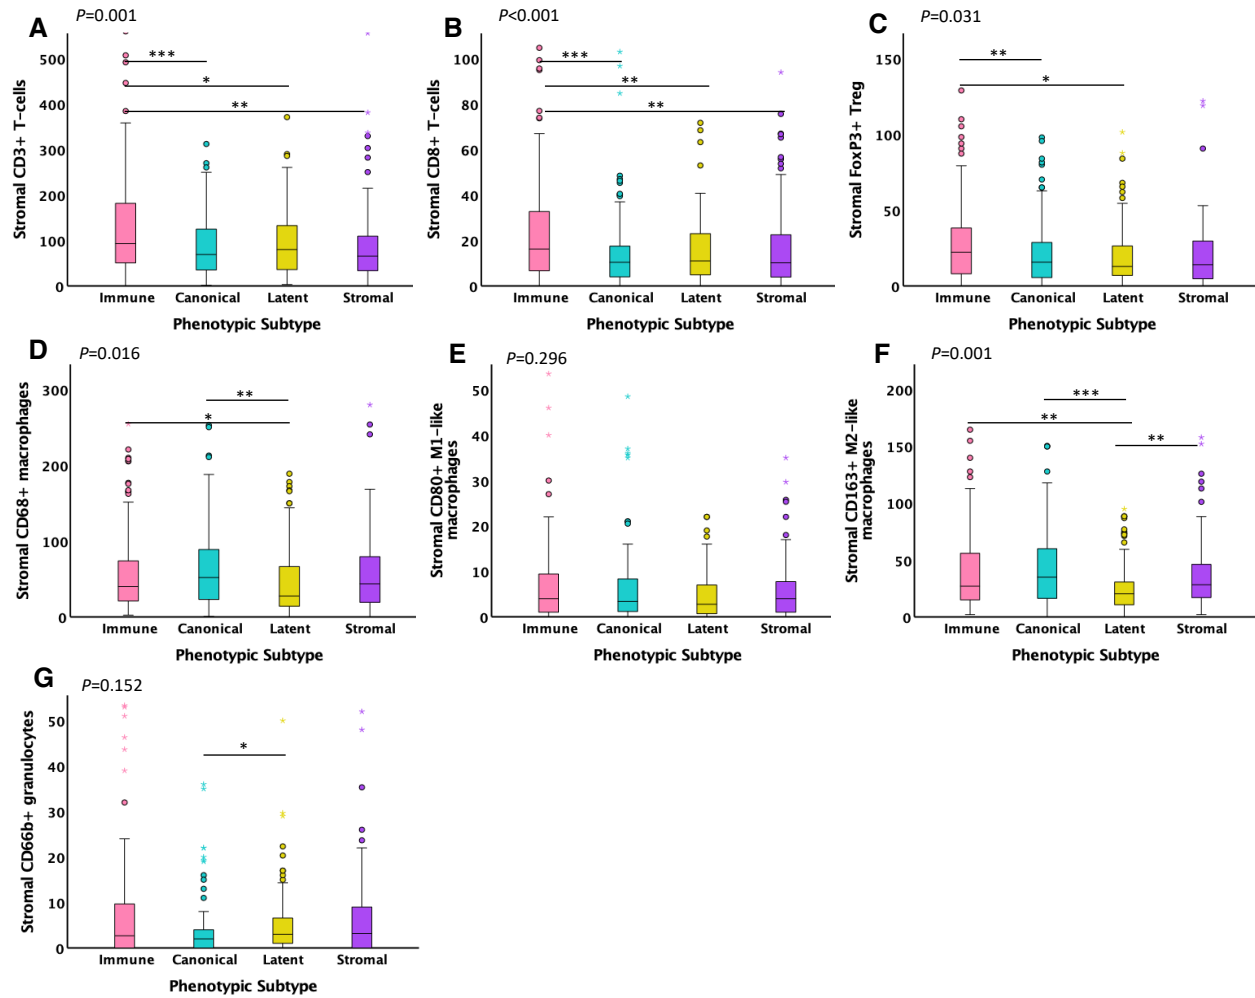 A
P=0.001
Stromal CD3+ T-cells
500
400
300
200
100
0
***
*
**
Immune Canonical Latent Stromal
Phenotypic Subtype
B
P<0.001
Stromal CD8+ T-cells
100
80
60
40
20
0
***
**
**
Immune Canonical Latent Stromal
Phenotypic Subtype
C
P=0.031
Stromal FoxP3+ Treg
150
100
50
0
**
*
Immune Canonical Latent Stromal
Phenotypic Subtype
D
P=0.016
Stromal CD68+ macrophages
300
200
100
0
**
*
Immune Canonical Latent Stromal
Phenotypic Subtype
E
P=0.296
Stromal CD80+ M1-like
macrophages
50
40
30
20
10
0
Immune Canonical Latent Stromal
Phenotypic Subtype
F
P=0.001
Stromal CD163+ M2-like
macrophages
200
150
100
50
0
***
**
**
Immune Canonical Latent Stromal
Phenotypic Subtype
G
P=0.152
Stromal CD66b+ granulocytes
50
40
30
20
10
0
*
Immune Canonical Latent Stromal
Phenotypic Subtype